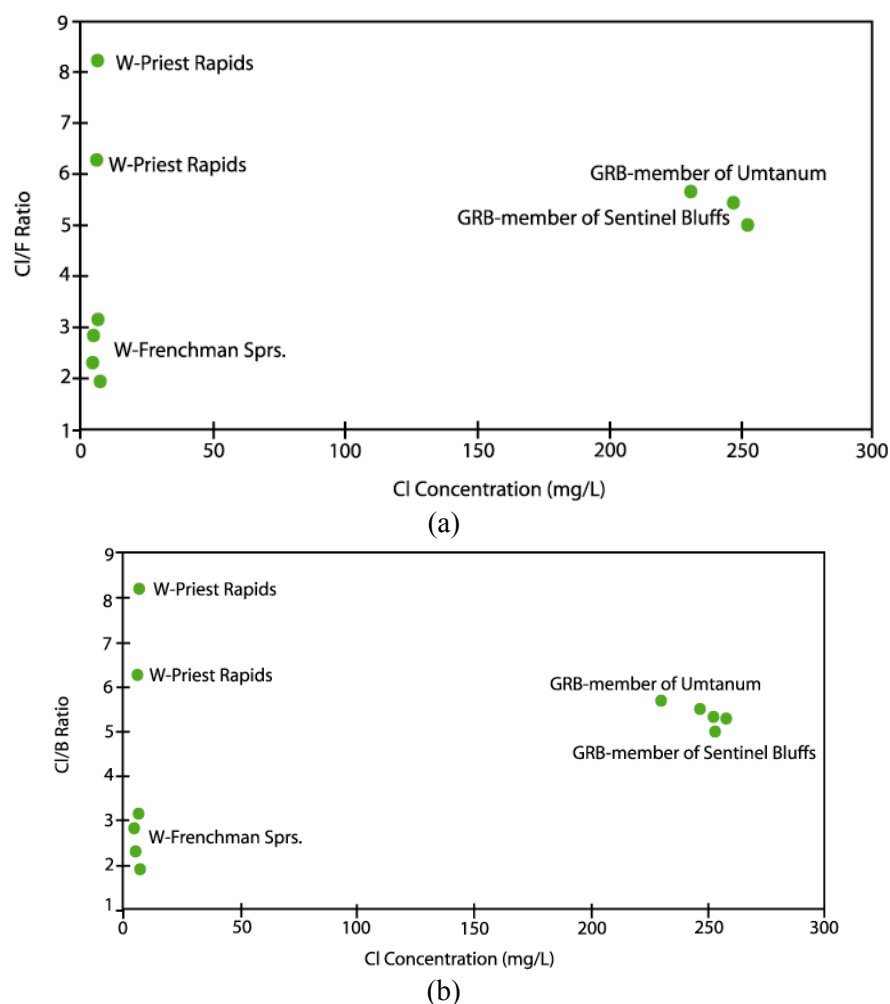 9
8
7
6
5
4
3
2
1
Cl/F Ratio
W-Priest Rapids
W-Priest Rapids
GRB-member of Umtanum
GRB-member of Sentinel Bluffs
W-Frenchman Sprs.
0 50 100 150 200 250 300
Cl Concentration (mg/L)
(a)
9
8
7
6
5
4
3
2
1
Cl/B Ratio
W-Priest Rapids
W-Priest Rapids
GRB-member of Umtanum
GRB-member of Sentinel Bluffs
W-Frenchman Sprs.
0 50 100 150 200 250 300
Cl Concentration (mg/L)
(b)